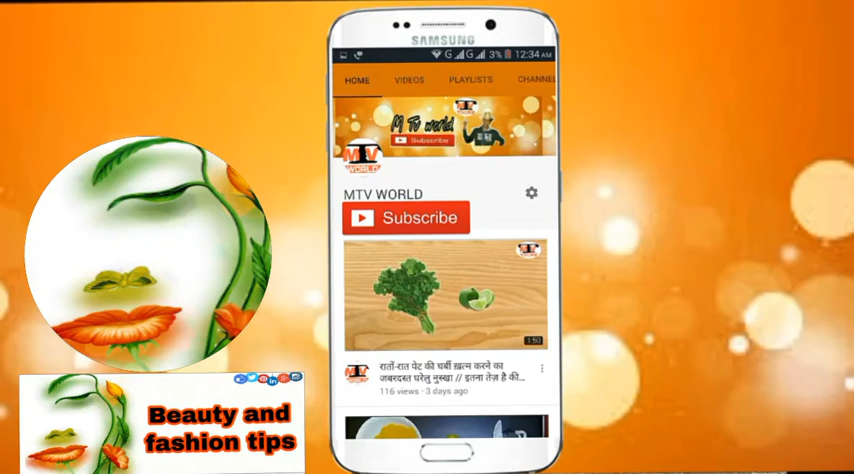 SAMSUNG
G G 3% 12:34 AM
HOME VIDEOS PLAYLISTS CHANNEL
MTV
M Tv world
Subscribe
MTV
WORLD
MTV WORLD
Subscribe
1:50
रातों-रात पेट की चर्बी ख़त्म करने का
जबरदस्त घरेलु नुस्खा // इतना तेज़ है की...
116 views · 3 days ago
Beauty and
fashion tips